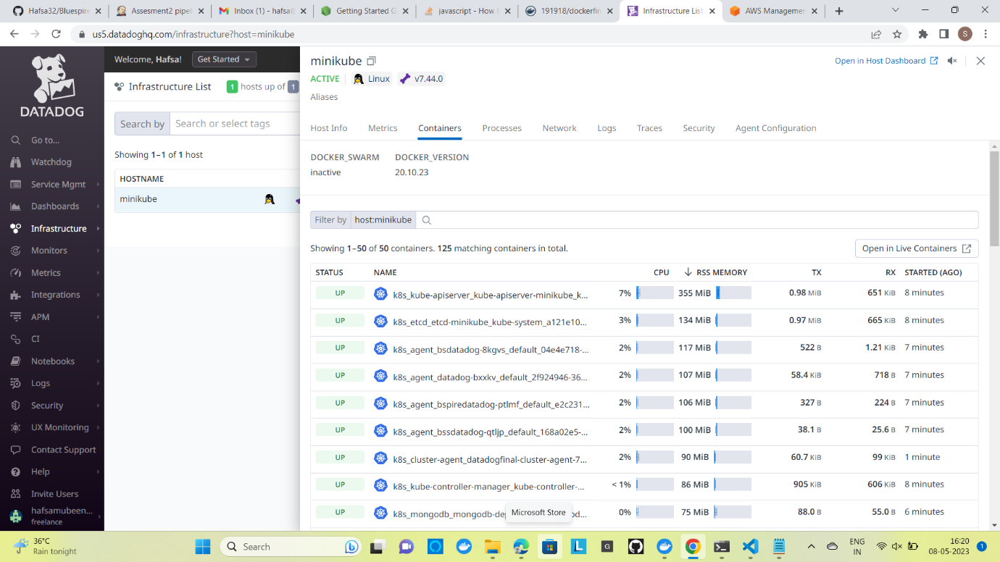 Hafsa32/Bluespire
Assesment2 pipel
Inbox (1) - hafsa@
Getting Started G
javascript - How t
191918/dockerfin
Infrastructure List
AWS Management
us5.datadoghq.com/infrastructure?host=minikube
S
DATADOG
Go to...
Watchdog
Service Mgmt
Dashboards
Infrastructure
Monitors
Metrics
Integrations
APM
CI
Notebooks
Logs
Security
UX Monitoring
Contact Support
Help
Invite Users
hafsamubeen...
freelance
Welcome, Hafsa!
Get Started
Infrastructure List
1 hosts up of 1
Search by Search or select tags
Showing 1–1 of 1 host
HOSTNAME
minikube
minikube
Open in Host Dashboard
ACTIVE Linux v7.44.0
Aliases
Host Info Metrics Containers Processes Network Logs Traces Security Agent Configuration
DOCKER_SWARM DOCKER_VERSION
inactive 20.10.23
Filter by host:minikube
Showing 1–50 of 50 containers. 125 matching containers in total.
Open in Live Containers
STATUS NAME CPU RSS MEMORY TX RX STARTED (AGO)
UP k8s_kube-apiserver_kube-apiserver-minikube_k... 7% 355 MiB 0.98 MiB 651 KiB 8 minutes
UP k8s_etcd_etcd-minikube_kube-system_a121e10... 3% 134 MiB 0.97 MiB 665 KiB 8 minutes
UP k8s_agent_bsdatadog-8kgvs_default_04e4e718-... 2% 117 MiB 522 B 1.21 KiB 7 minutes
UP k8s_agent_datadog-bxxkv_default_2f924946-36... 2% 107 MiB 58.4 KiB 718 B 7 minutes
UP k8s_agent_bspiredatadog-ptlmf_default_e2c231... 2% 106 MiB 327 B 224 B 7 minutes
UP k8s_agent_bssdatadog-qtljp_default_168a02e5-... 2% 100 MiB 38.1 B 25.6 B 7 minutes
UP k8s_cluster-agent_datadogfinal-cluster-agent-7... 2% 90 MiB 60.7 KiB 99 KiB 1 minute
UP k8s_kube-controller-manager_kube-controller-... < 1% 86 MiB 905 KiB 606 KiB 8 minutes
UP k8s_mongodb_mongodb-dep 0% 75 MiB 88.0 B 55.0 B 6 minutes
Microsoft Store
36°C
Rain tonight
Search
L
G
ENG
IN
16:20
08-05-2023
1